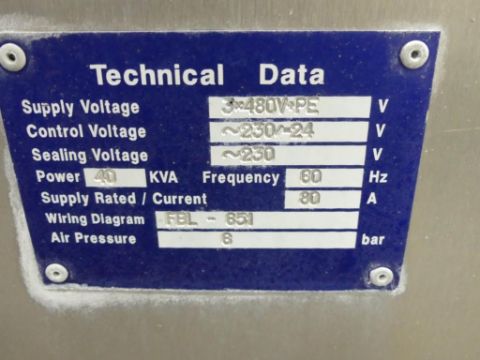 Technical Data
Supply Voltage 3×480V+PE V
Control Voltage ~230/~24 V
Sealing Voltage ~230 V
Power 40 KVA Frequency 60 Hz
Supply Rated / Current 80 A
Wiring Diagram FBL - 651
Air Pressure 6 bar